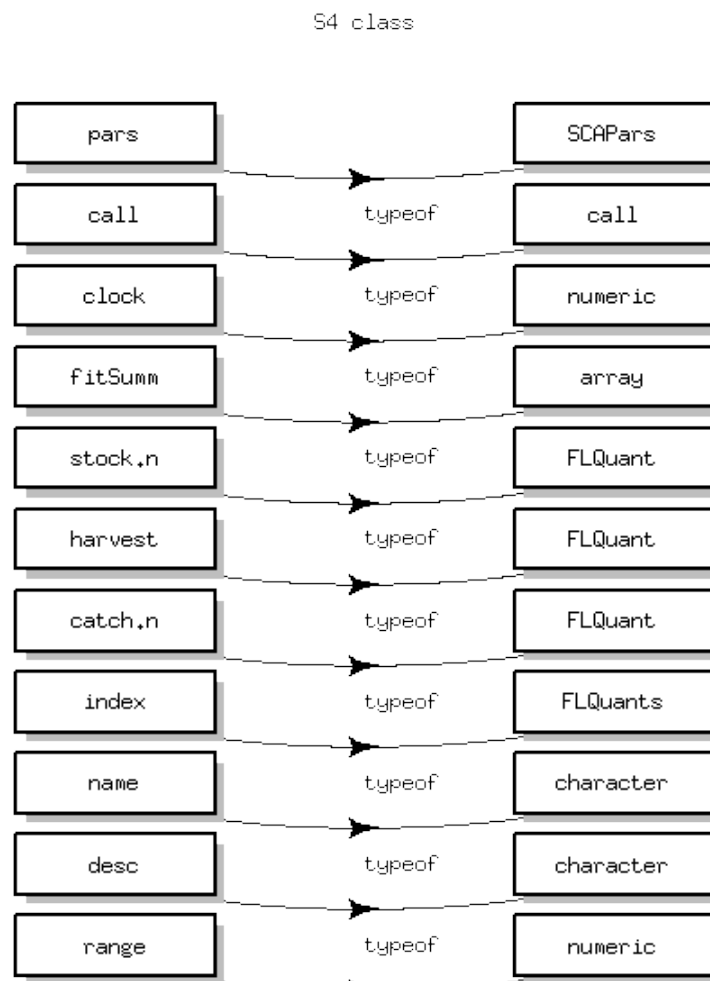 S4 class
pars SCAPars
call typeof call
clock typeof numeric
fitSumm typeof array
stock.n typeof FLQuant
harvest typeof FLQuant
catch.n typeof FLQuant
index typeof FLQuants
name typeof character
desc typeof character
range typeof numeric